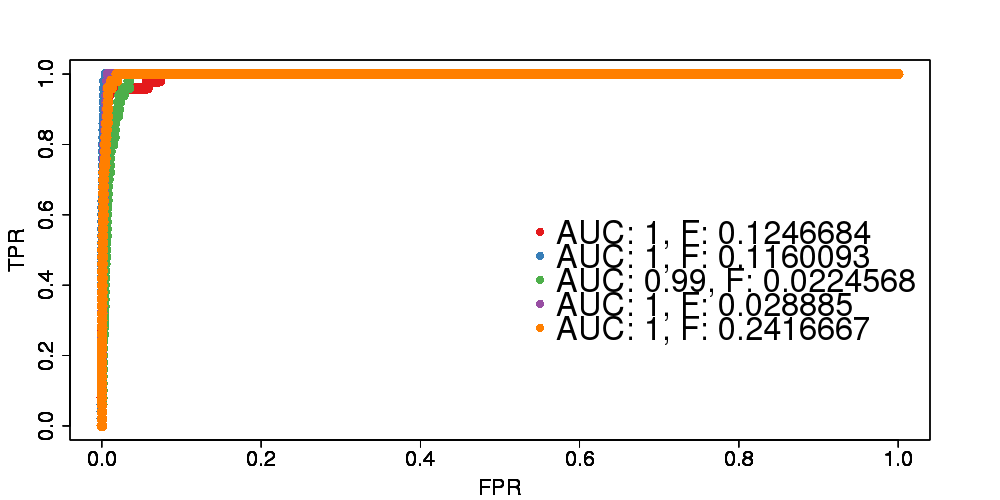 1.0
0.8
0.6
0.4
0.2
0.0
TPR
AUC: 1, F: 0.1246684
AUC: 1, F: 0.1160093
AUC: 0.99, F: 0.0224568
AUC: 1, F: 0.028885
AUC: 1, F: 0.2416667
0.0 0.2 0.4 0.6 0.8 1.0
FPR